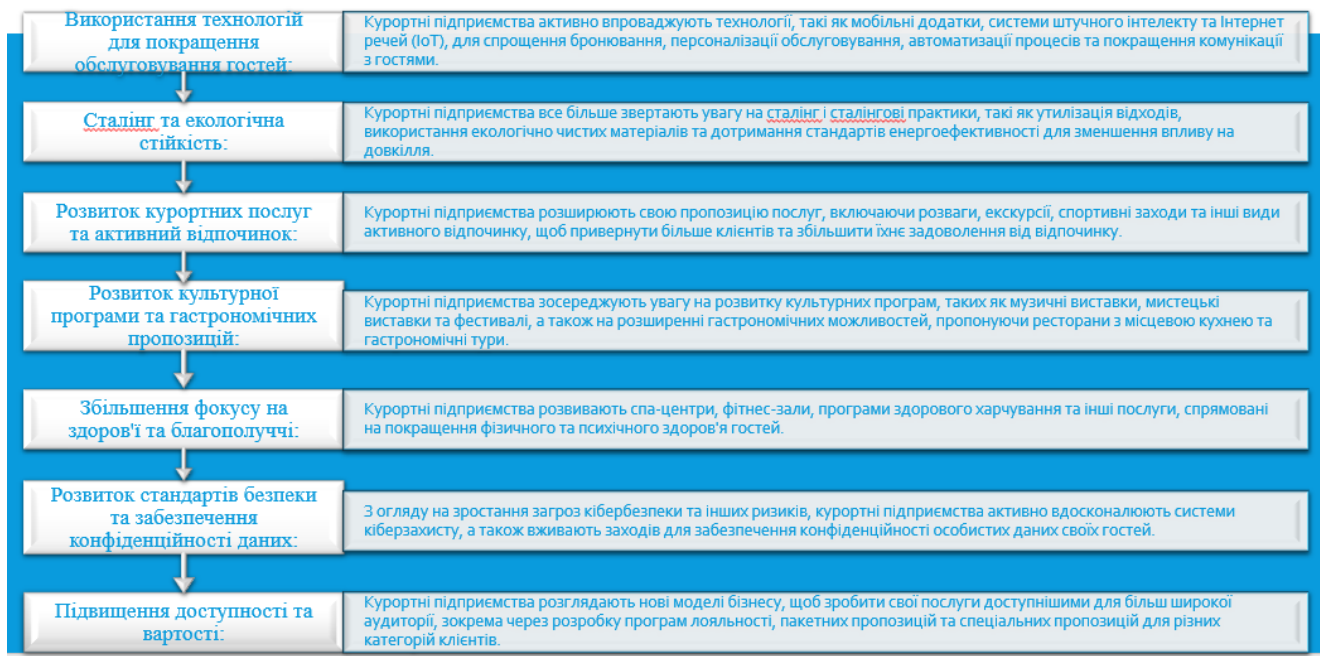 Використання технологій
для покращення
обслуговування гостей:
Курортні підприємства активно впроваджують технології, такі як мобільні додатки, системи штучного інтелекту та Інтернет
речей (IoT), для спрощення бронювання, персоналізації обслуговування, автоматизації процесів та покращення комунікації
з гостями.
Сталінг та екологічна
стійкість:
Курортні підприємства все більше звертають увагу на сталінг і сталінгові практики, такі як утилізація відходів,
використання екологічно чистих матеріалів та дотримання стандартів енергоефективності для зменшення впливу на
довкілля.
Розвиток курортних послуг
та активний відпочинок:
Курортні підприємства розширюють свою пропозицію послуг, включаючи розваги, екскурсії, спортивні заходи та інші види
активного відпочинку, щоб привернути більше клієнтів та збільшити їхнє задоволення від відпочинку.
Розвиток культурної
програми та гастрономічних
пропозицій:
Курортні підприємства зосереджують увагу на розвитку культурних програм, таких як музичні виставки, мистецькі
виставки та фестивалі, а також на розширенні гастрономічних можливостей, пропонуючи ресторани з місцевою кухнею та
гастрономічні тури.
Збільшення фокусу на
здоров'ї та благополуччі:
Курортні підприємства розвивають спа-центри, фітнес-зали, програми здорового харчування та інші послуги, спрямовані
на покращення фізичного та психічного здоров'я гостей.
Розвиток стандартів безпеки
та забезпечення
конфіденційності даних:
З огляду на зростання загроз кібербезпеки та інших ризиків, курортні підприємства активно вдосконалюють системи
кіберзахисту, а також вживають заходів для забезпечення конфіденційності особистих даних своїх гостей.
Підвищення доступності та
вартості:
Курортні підприємства розглядають нові моделі бізнесу, щоб зробити свої послуги доступнішими для більш широкої
аудиторії, зокрема через розробку програм лояльності, пакетних пропозицій та спеціальних пропозицій для різних
категорій клієнтів.